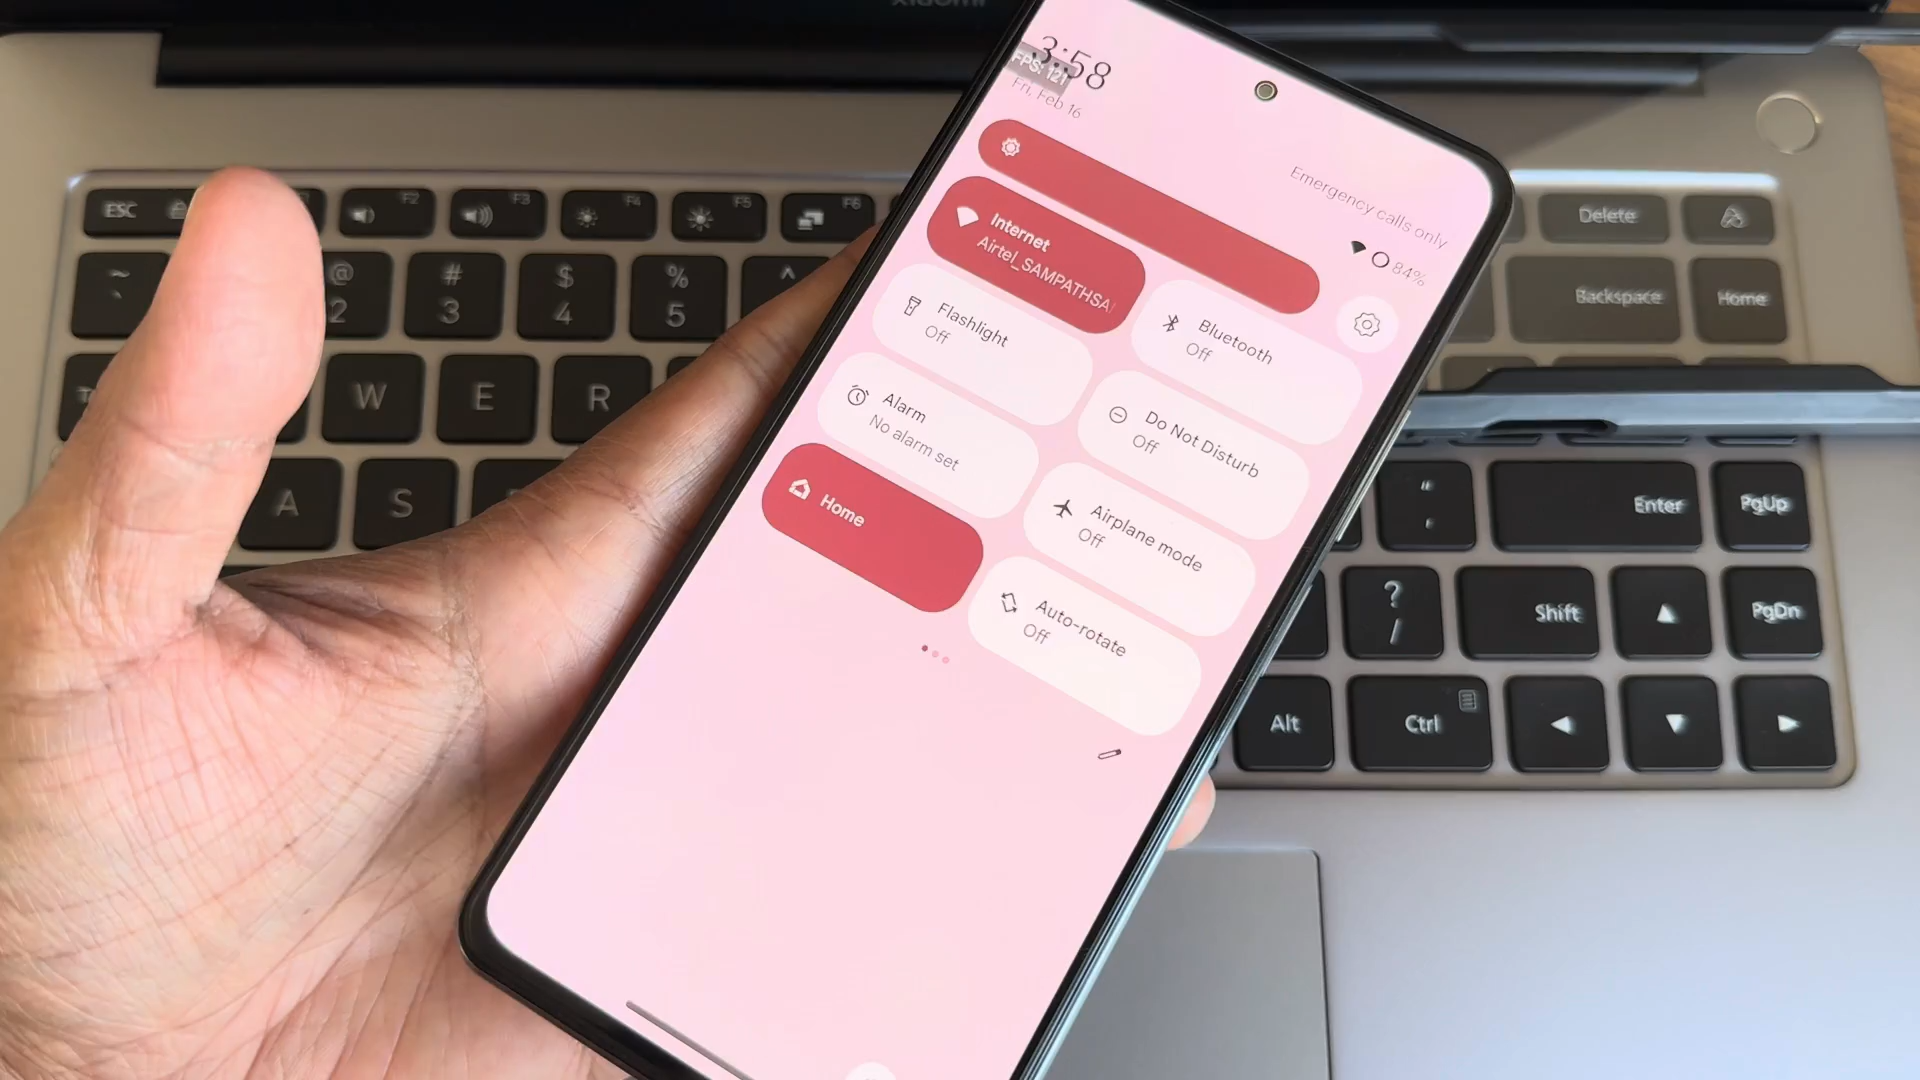 Xiaomi
3:58
FPS: 121
Fri, Feb 16
Emergency calls only
84%
Internet
Airtel_SAMPATHSA
Bluetooth
Off
Flashlight
Off
Do Not Disturb
Off
Alarm
No alarm set
Airplane mode
Off
Home
Auto-rotate
Off
ESC
F2
F3
F4
F5
F6
Delete
~
@
2
#
3
$
4
%
5
^
Backspace
Home
W
E
R
A
S
"
Enter
PgUp
?
/
Shift
PgDn
Alt
Ctrl